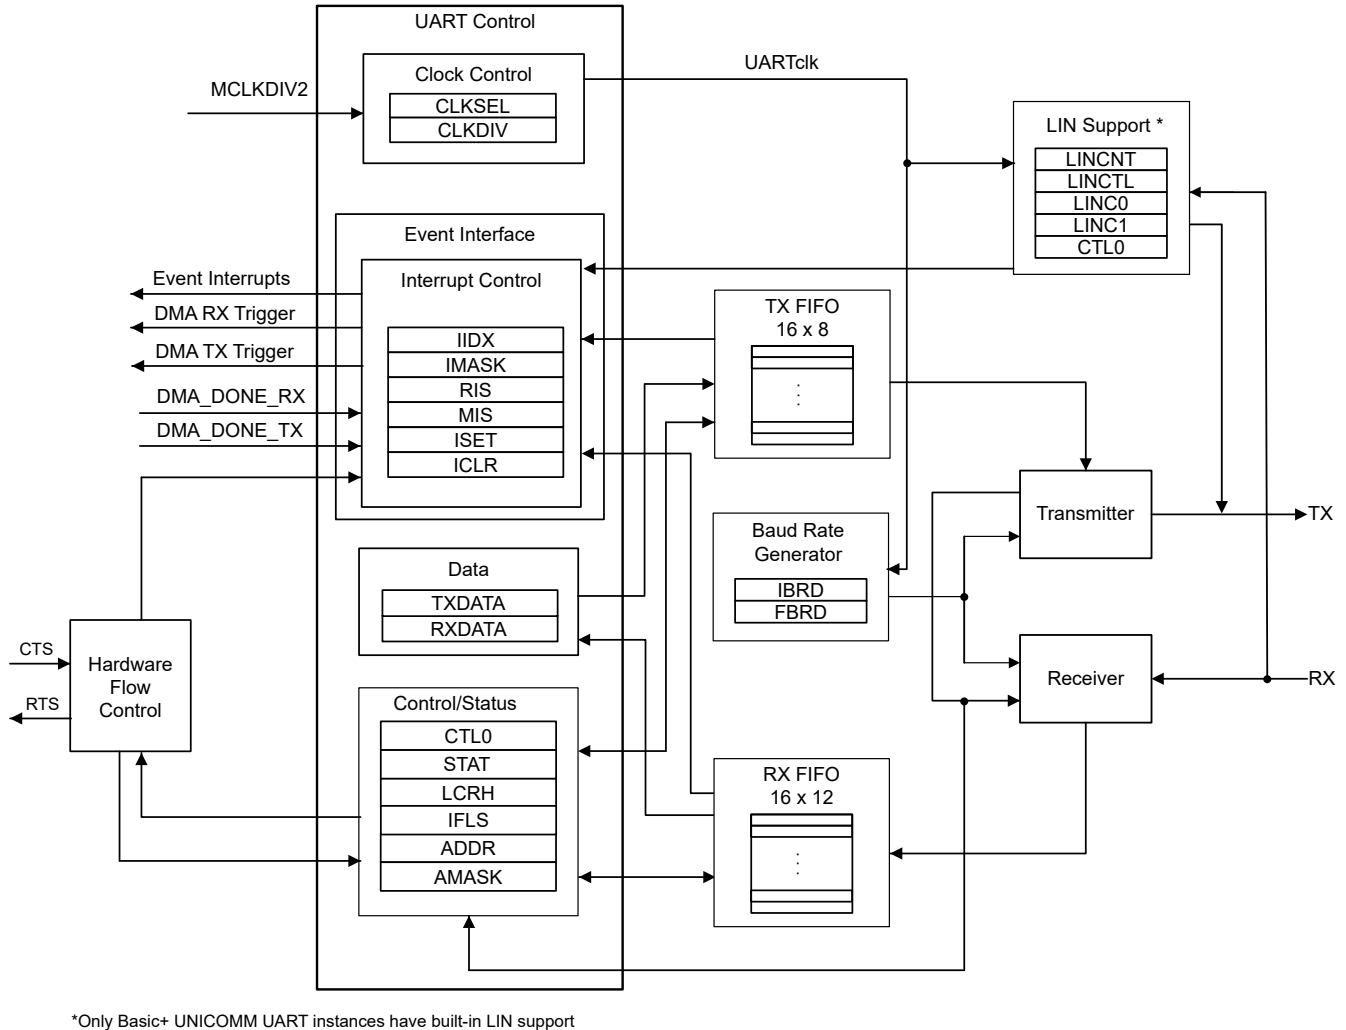 UART Control
Clock Control
CLKSEL
CLKDIV
MCLKDIV2
UARTclk
LIN Support *
LINCNT
LINCTL
LINC0
LINC1
CTL0
Event Interface
Interrupt Control
IIDX
IMASK
RIS
MIS
ISET
ICLR
Event Interrupts
DMA RX Trigger
DMA TX Trigger
DMA_DONE_RX
DMA_DONE_TX
TX FIFO
16 x 8
Transmitter
TX
Baud Rate
Generator
IBRD
FBRD
Data
TXDATA
RXDATA
CTS
RTS
Hardware
Flow
Control
Receiver
RX
Control/Status
CTL0
STAT
LCRH
IFLS
ADDR
AMASK
RX FIFO
16 x 12
*Only Basic+ UNICOMM UART instances have built-in LIN support